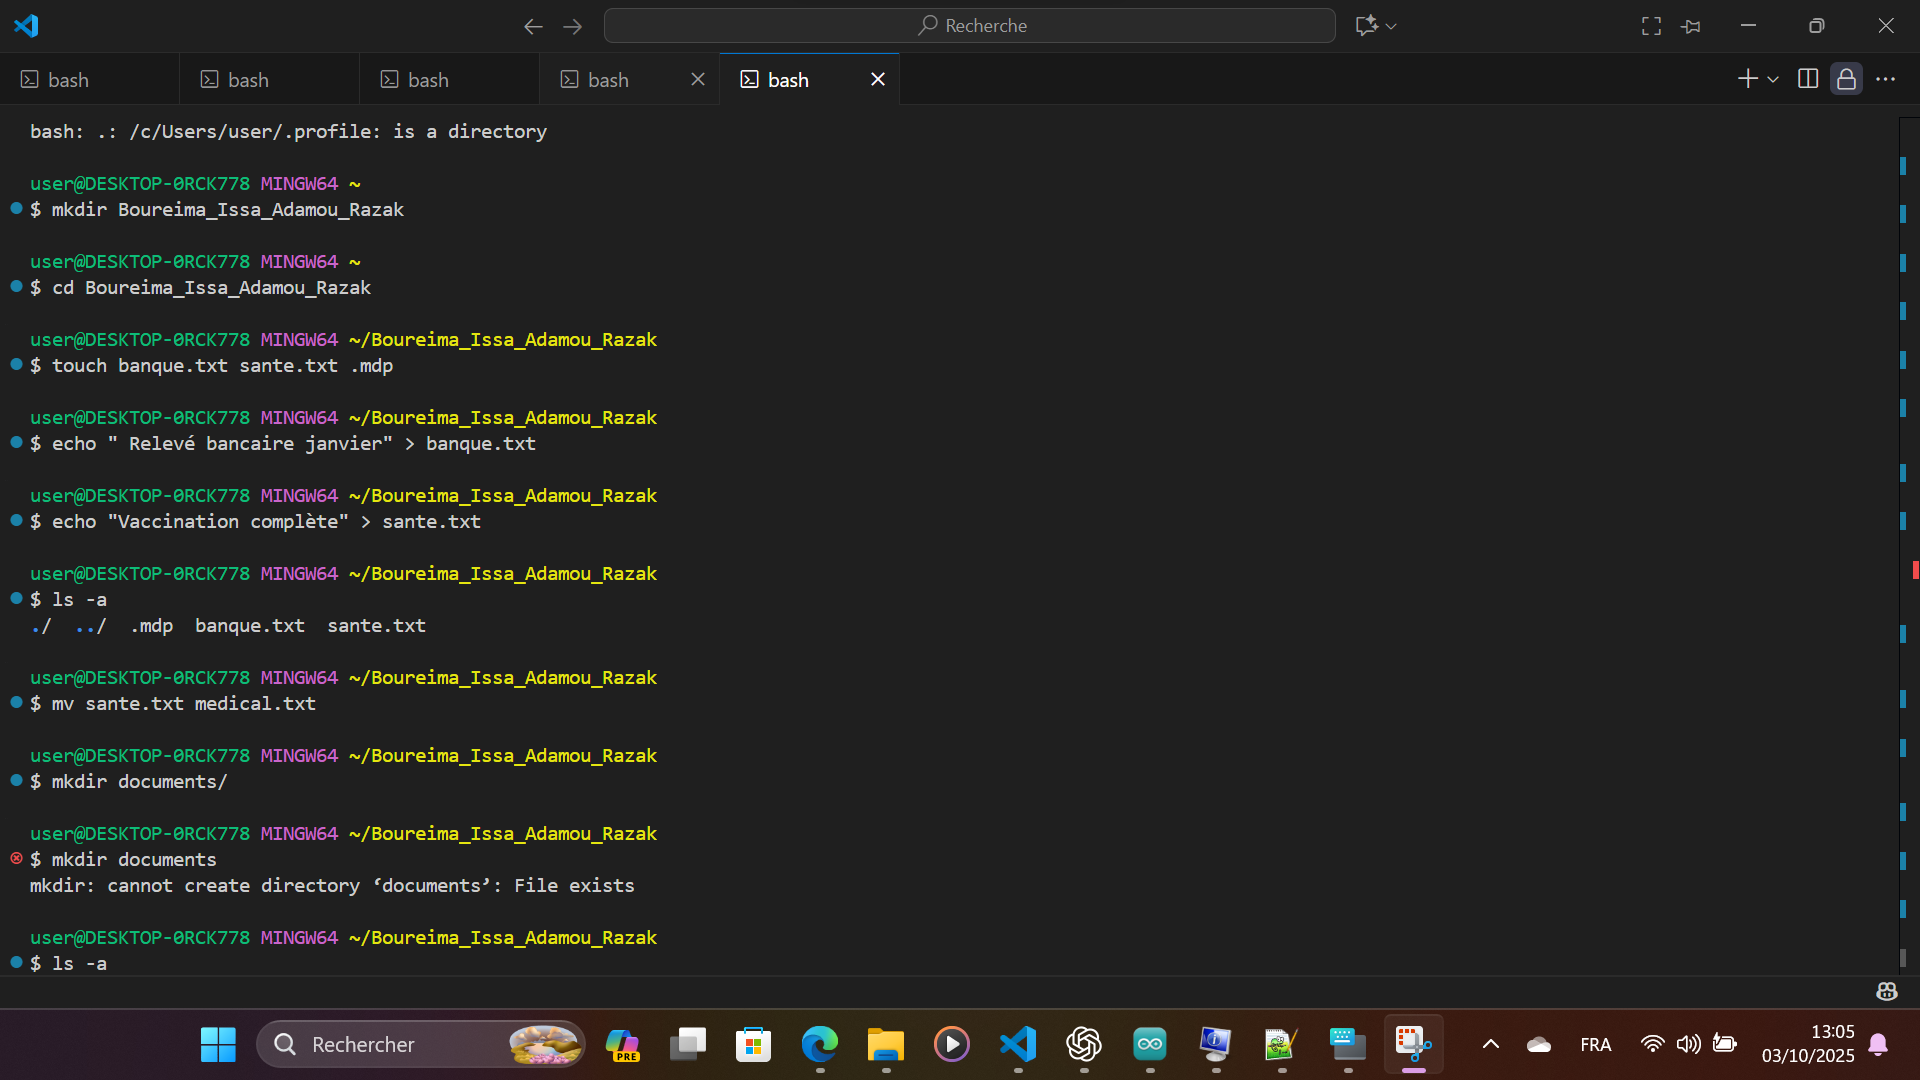 Recherche
bash
bash
bash
bash
bash
bash: .: /c/Users/user/.profile: is a directory
user@DESKTOP-0RCK778 MINGW64 ~
$ mkdir Boureima_Issa_Adamou_Razak
user@DESKTOP-0RCK778 MINGW64 ~
$ cd Boureima_Issa_Adamou_Razak
user@DESKTOP-0RCK778 MINGW64 ~/Boureima_Issa_Adamou_Razak
$ touch banque.txt sante.txt .mdp
user@DESKTOP-0RCK778 MINGW64 ~/Boureima_Issa_Adamou_Razak
$ echo " Relevé bancaire janvier" > banque.txt
user@DESKTOP-0RCK778 MINGW64 ~/Boureima_Issa_Adamou_Razak
$ echo "Vaccination complète" > sante.txt
user@DESKTOP-0RCK778 MINGW64 ~/Boureima_Issa_Adamou_Razak
$ ls -a
./  ../  .mdp  banque.txt  sante.txt
user@DESKTOP-0RCK778 MINGW64 ~/Boureima_Issa_Adamou_Razak
$ mv sante.txt medical.txt
user@DESKTOP-0RCK778 MINGW64 ~/Boureima_Issa_Adamou_Razak
$ mkdir documents/
user@DESKTOP-0RCK778 MINGW64 ~/Boureima_Issa_Adamou_Razak
$ mkdir documents
mkdir: cannot create directory ‘documents’: File exists
user@DESKTOP-0RCK778 MINGW64 ~/Boureima_Issa_Adamou_Razak
$ ls -a
Rechercher
PRE
FRA
13:05
03/10/2025